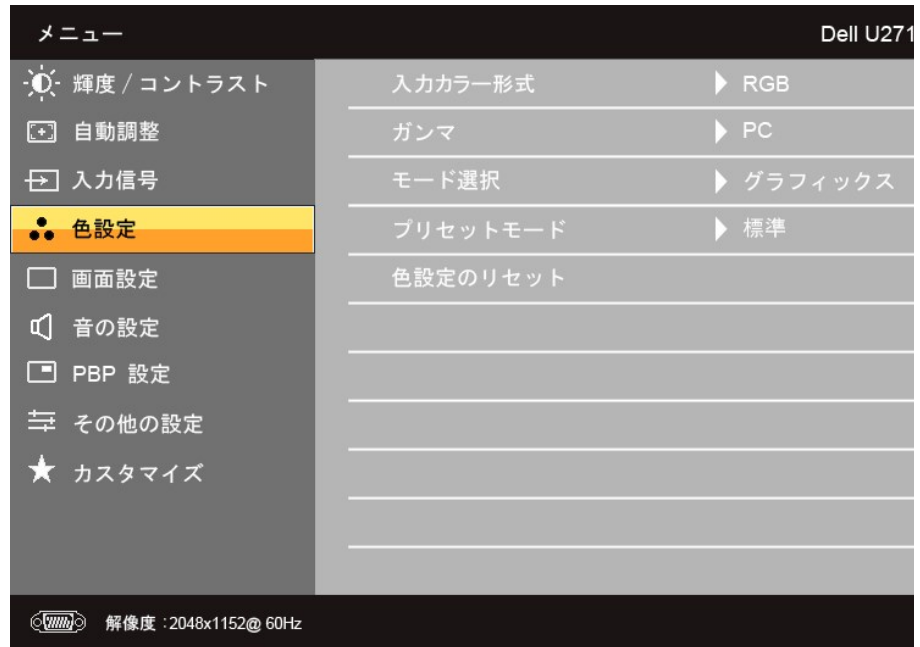 メニュー
Dell U271
輝度 / コントラスト
自動調整
入力信号
色設定
画面設定
音の設定
PBP 設定
その他の設定
カスタマイズ
入力カラー形式 RGB
ガンマ PC
モード選択 グラフィックス
プリセットモード 標準
色設定のリセット
解像度 :2048x1152@ 60Hz